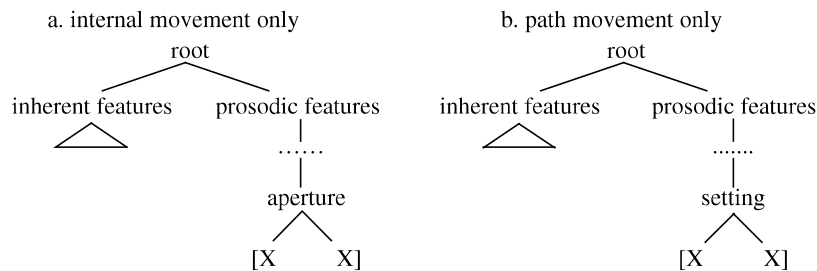 a. internal movement only b. path movement only
root root
inherent features prosodic features inherent features prosodic features
...... .......
aperture setting
[X X] [X X]